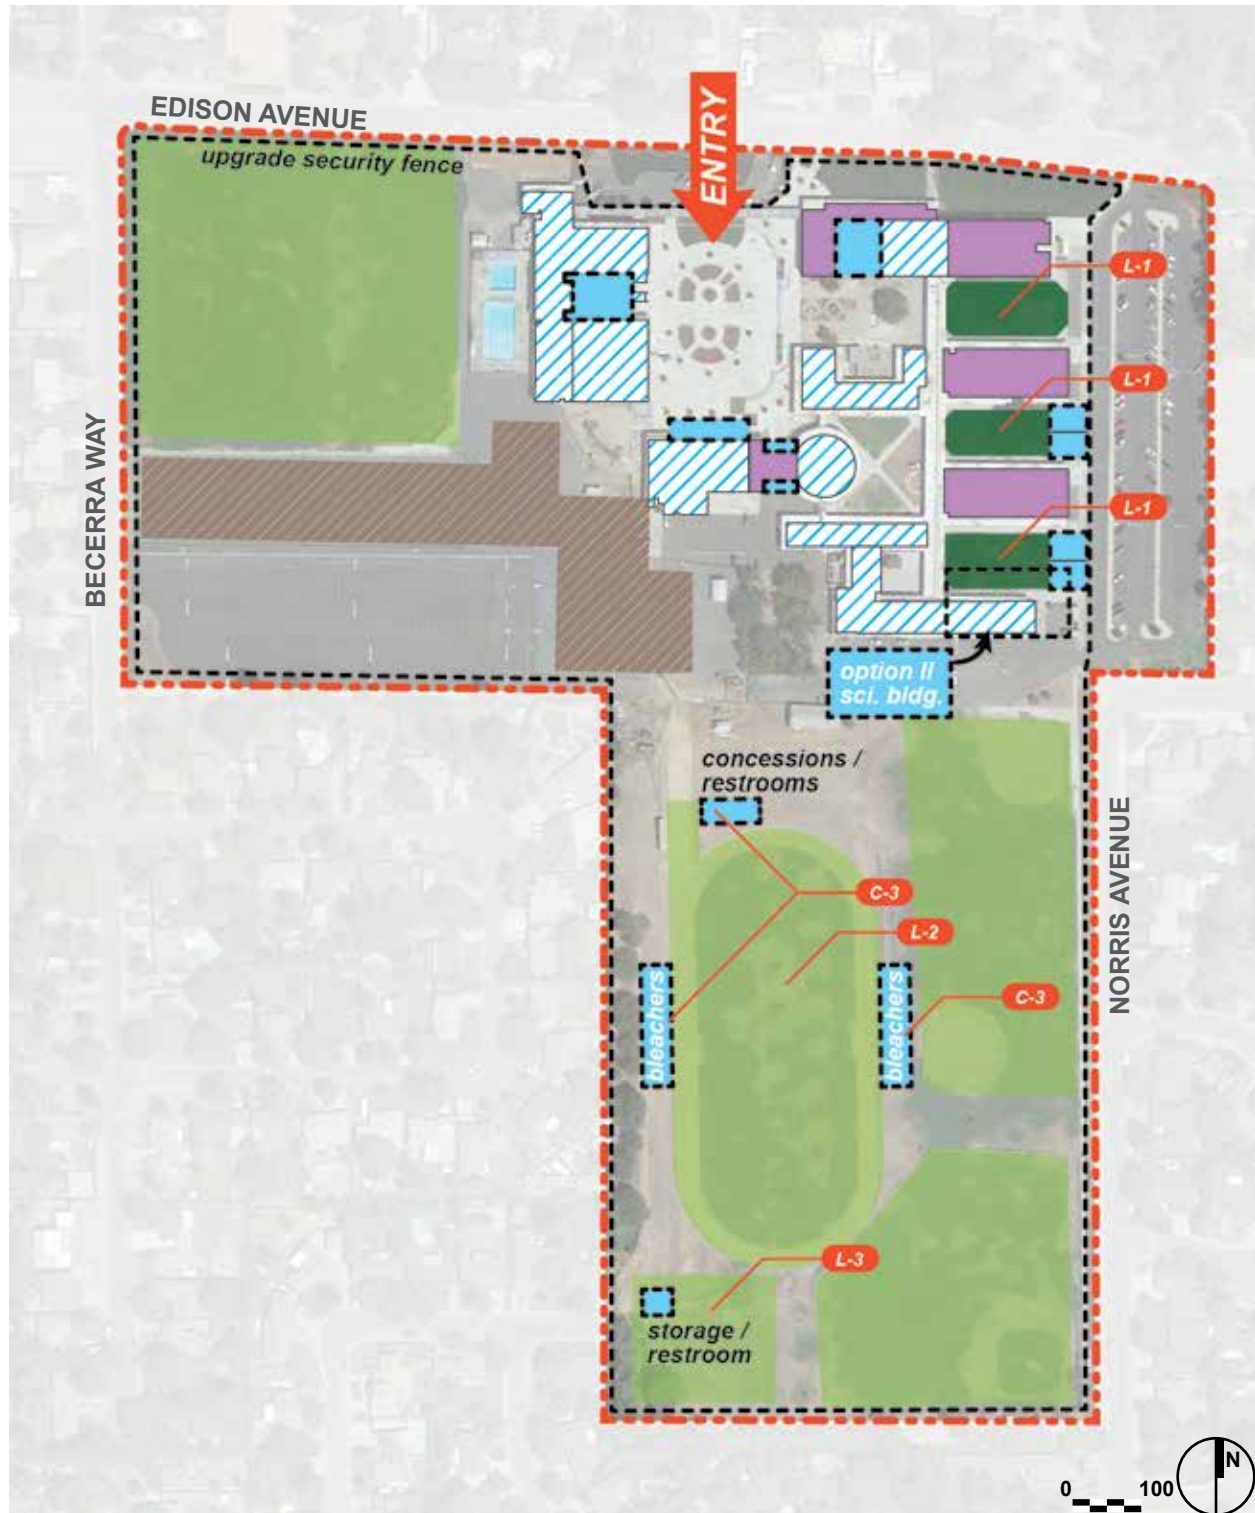 EDISON AVENUE
upgrade security fence
ENTRY
L-1
L-1
BECERRA WAY
L-1
option II
sci. bldg.
concessions /
restrooms
C-3
L-2
NORRIS AVENUE
bleachers
bleachers
C-3
L-3
storage /
restroom
N
0 100